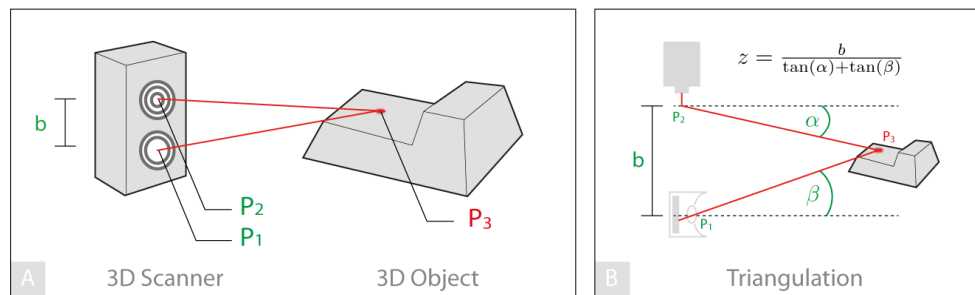 b
P2
P1
P3
A
3D Scanner
3D Object
z = b / tan(α)+tan(β)
P2
α
P3
b
β
P1
B
Triangulation